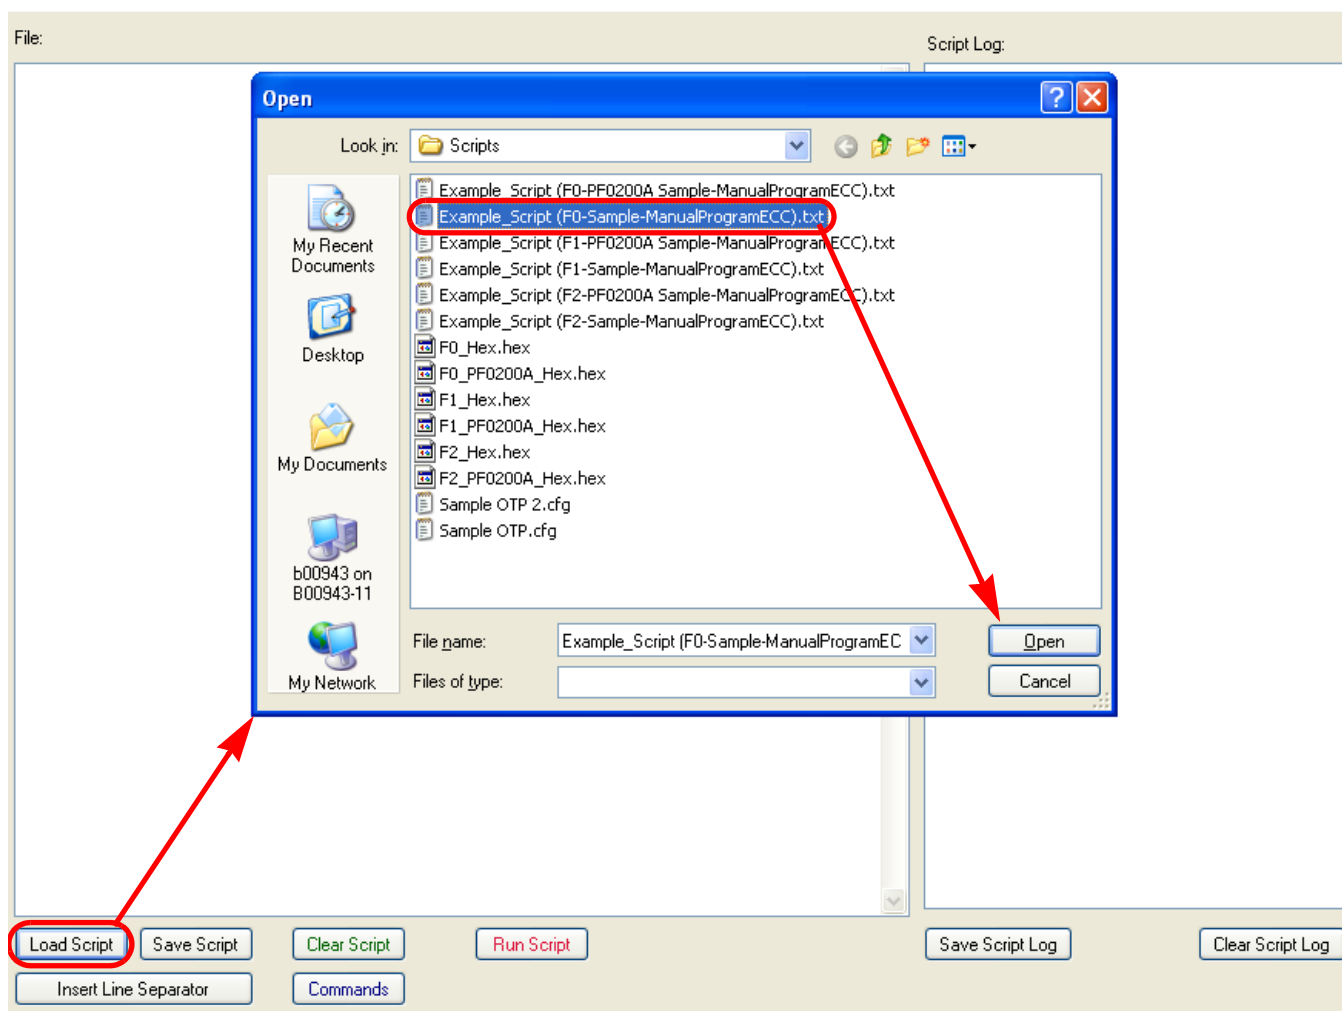 File:
Script Log:
Open
Look in:
Scripts
My Recent
Documents
Desktop
My Documents
b00943 on
B00943-11
My Network
Example_Script (F0-PF0200A Sample-ManualProgramECC).txt
Example_Script (F0-Sample-ManualProgramECC).txt
Example_Script (F1-PF0200A Sample-ManualProgramECC).txt
Example_Script (F1-Sample-ManualProgramECC).txt
Example_Script (F2-PF0200A Sample-ManualProgramECC).txt
Example_Script (F2-Sample-ManualProgramECC).txt
F0_Hex.hex
F0_PF0200A_Hex.hex
F1_Hex.hex
F1_PF0200A_Hex.hex
F2_Hex.hex
F2_PF0200A_Hex.hex
Sample OTP 2.cfg
Sample OTP.cfg
File name:
Example_Script (F0-Sample-ManualProgramEC
Open
Files of type:
Cancel
Load Script
Save Script
Clear Script
Run Script
Save Script Log
Clear Script Log
Insert Line Separator
Commands